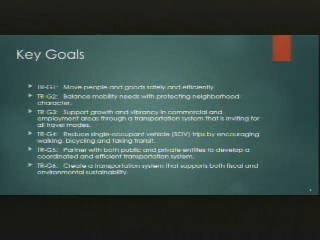 Key Goals
TR-G1: Move people and goods safely and efficiently.
TR-G2: Balance mobility needs with protecting neighborhood
character.
TR-G3: Support growth and vibrancy in commercial and
employment areas through a transportation system that is inviting for
all travel modes.
TR-G4: Reduce single-occupant vehicle (SOV) trips by encouraging
walking, bicycling and taking transit.
TR-G5: Partner with both public and private entities to develop a
coordinated and efficient transportation system.
TR-G6: Create a transportation system that supports both fiscal and
environmental sustainability.